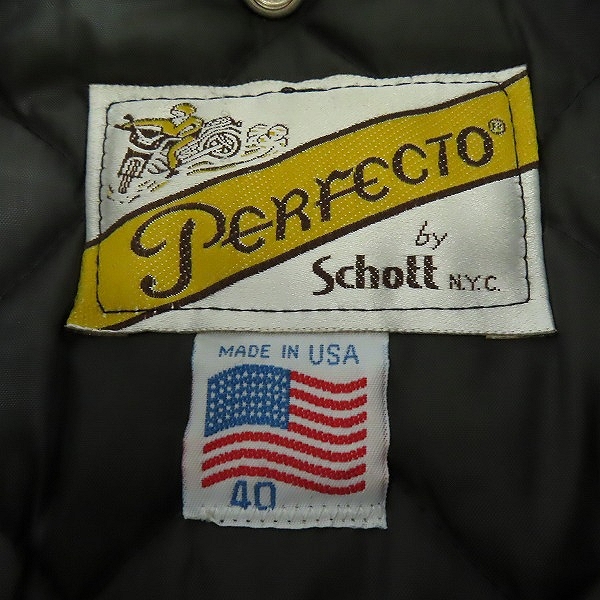 PERFECTO®
by
Schott N.Y.C.
MADE IN USA
40